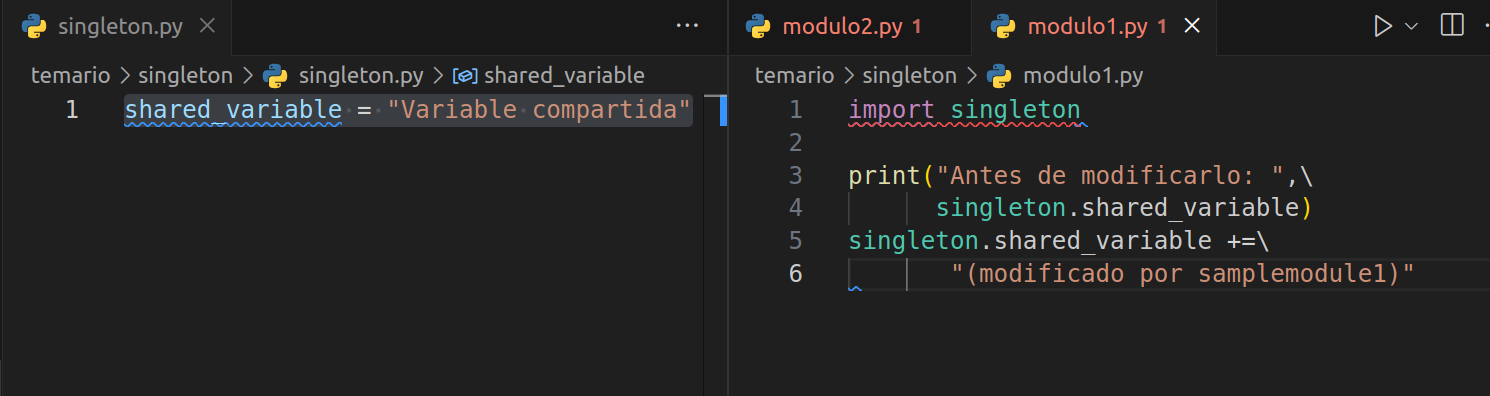 singleton.py
temario > singleton > singleton.py > shared_variable
1 shared_variable = "Variable compartida"
modulo2.py 1 modulo1.py 1
temario > singleton > modulo1.py
1 import singleton
2
3 print("Antes de modificarlo: ",\
4 singleton.shared_variable)
5 singleton.shared_variable +=\
6 "(modificado por samplemodule1)"